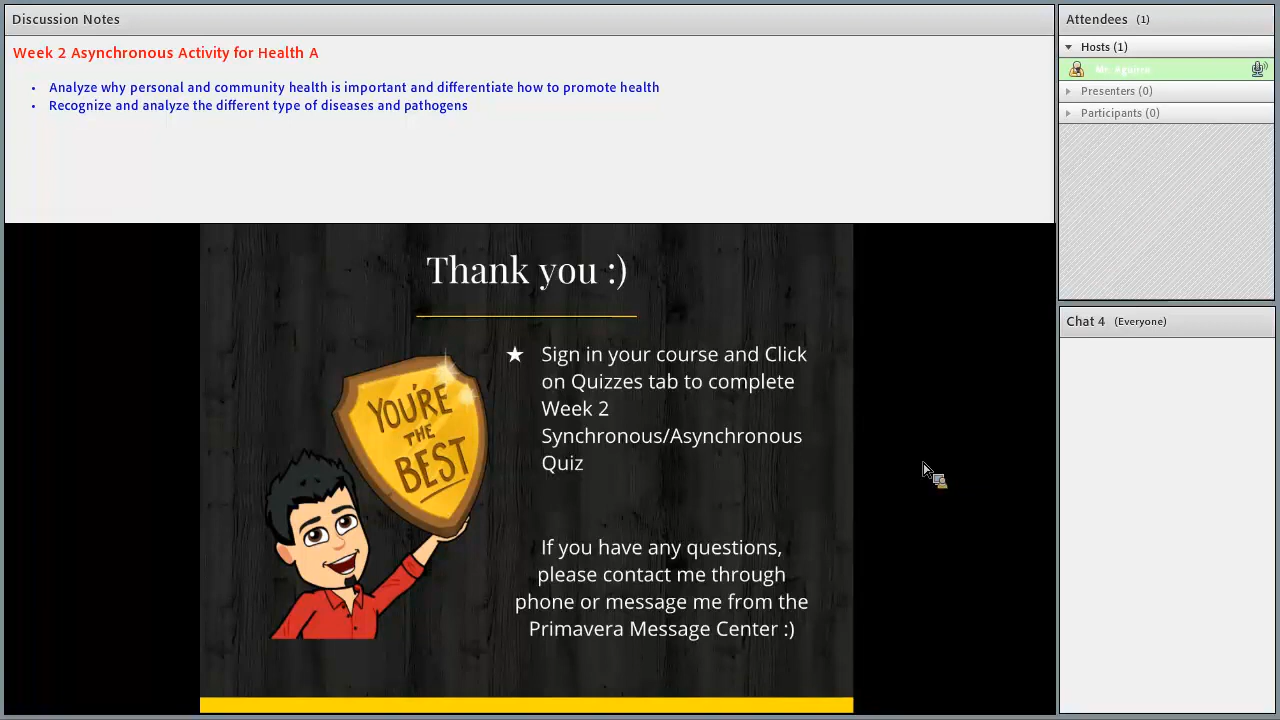 Discussion Notes
Week 2 Asynchronous Activity for Health A
• Analyze why personal and community health is important and differentiate how to promote health
• Recognize and analyze the different type of diseases and pathogens
Thank you :)
YOU'RE
THE
BEST
★ Sign in your course and Click
on Quizzes tab to complete
Week 2
Synchronous/Asynchronous
Quiz
If you have any questions,
please contact me through
phone or message me from the
Primavera Message Center :)
Attendees (1)
Hosts (1)
Mr. Aguirre
Presenters (0)
Participants (0)
Chat 4 (Everyone)